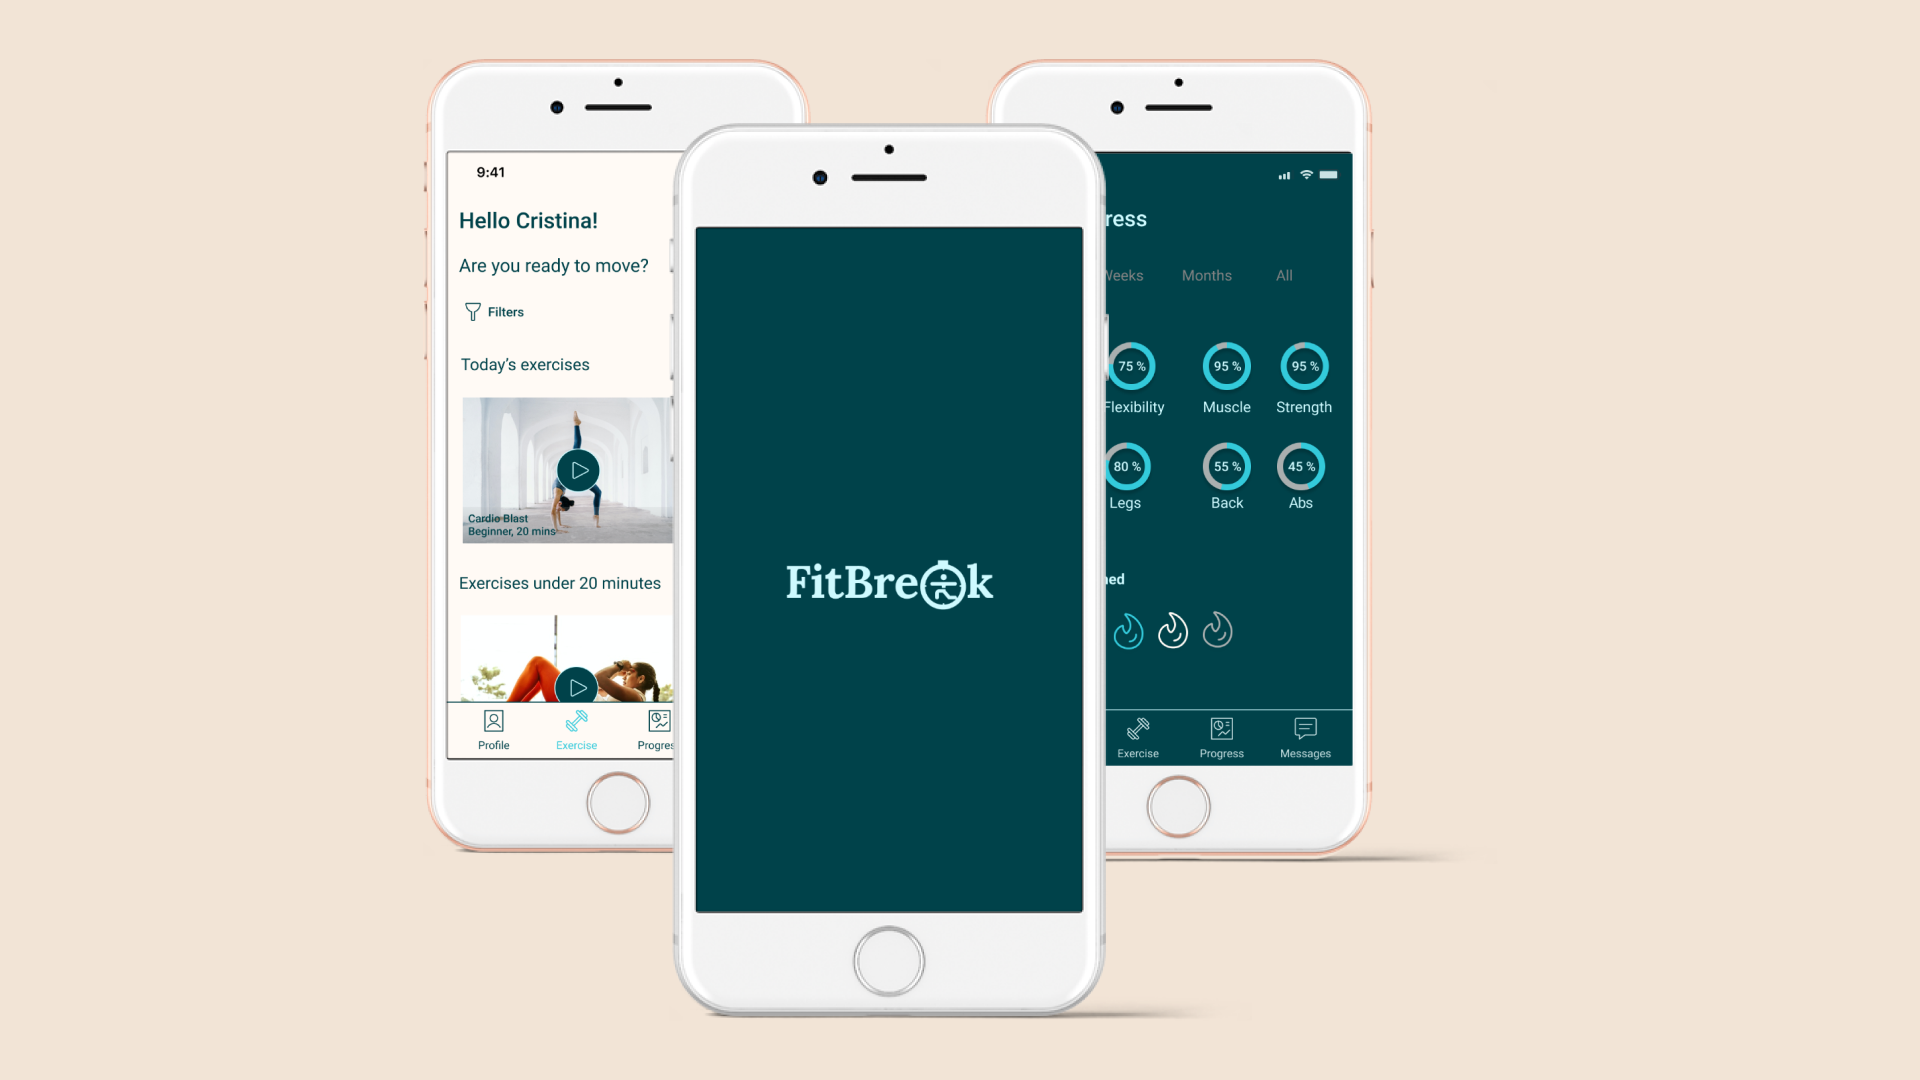 9:41
Hello Cristina!
Are you ready to move?
Filters
Today’s exercises
Cardio Blast
Beginner, 20 mins
Exercises under 20 minutes
Profile
Exercise
Progres
FitBreak
ress
Weeks Months All
75 % 95 % 95 %
Flexibility Muscle Strength
80 % 55 % 45 %
Legs Back Abs
ned
Exercise Progress Messages